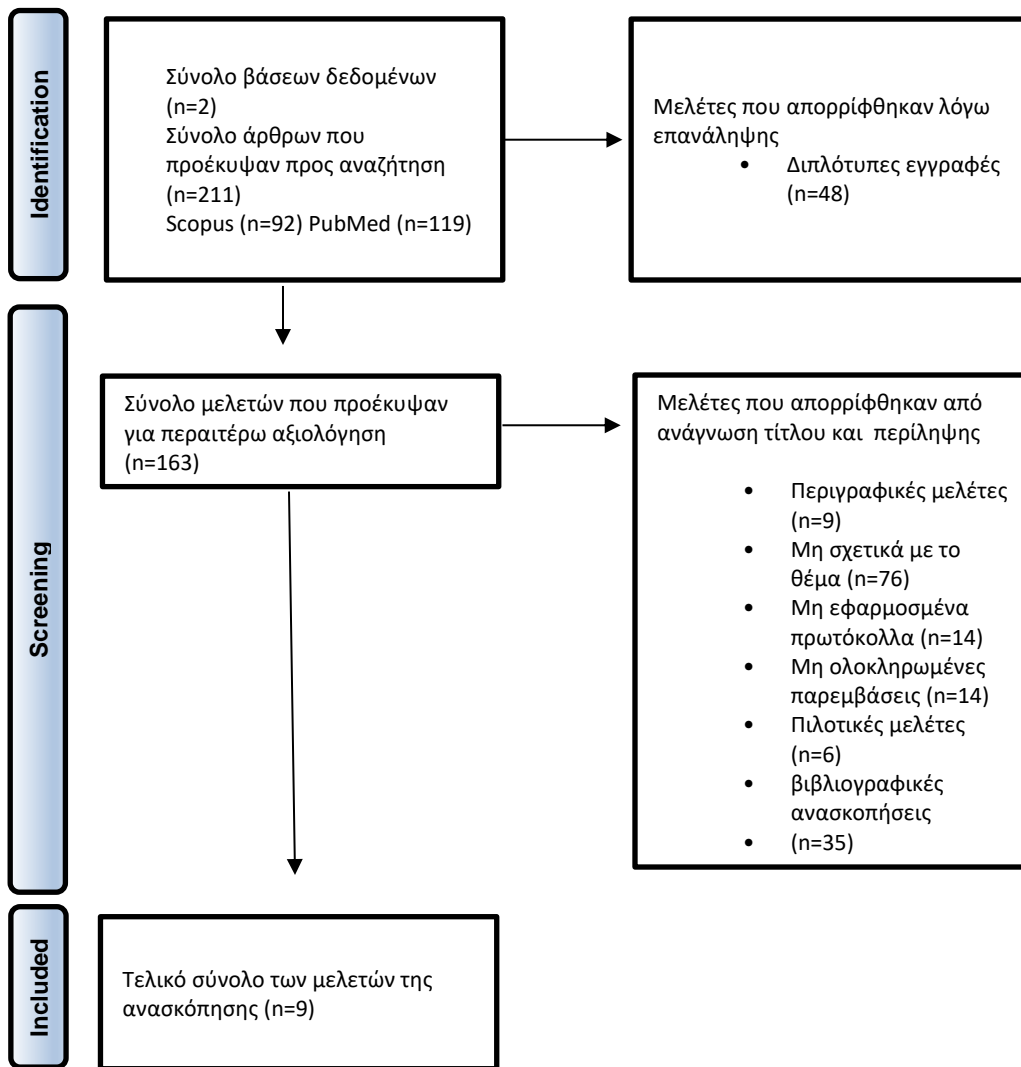 Identification
Σύνολο βάσεων δεδομένων
(n=2)
Σύνολο άρθρων που
προέκυψαν προς αναζήτηση
(n=211)
Scopus (n=92) PubMed (n=119)
Μελέτες που απορρίφθηκαν λόγω
επανάληψης
• Διπλότυπες εγγραφές
(n=48)
Screening
Σύνολο μελετών που προέκυψαν
για περαιτέρω αξιολόγηση
(n=163)
Μελέτες που απορρίφθηκαν από
ανάγνωση τίτλου και περίληψης
• Περιγραφικές μελέτες
(n=9)
• Μη σχετικά με το
θέμα (n=76)
• Μη εφαρμοσμένα
πρωτόκολλα (n=14)
• Μη ολοκληρωμένες
παρεμβάσεις (n=14)
• Πιλοτικές μελέτες
(n=6)
• βιβλιογραφικές
ανασκοπήσεις
• (n=35)
Included
Τελικό σύνολο των μελετών της
ανασκόπησης (n=9)